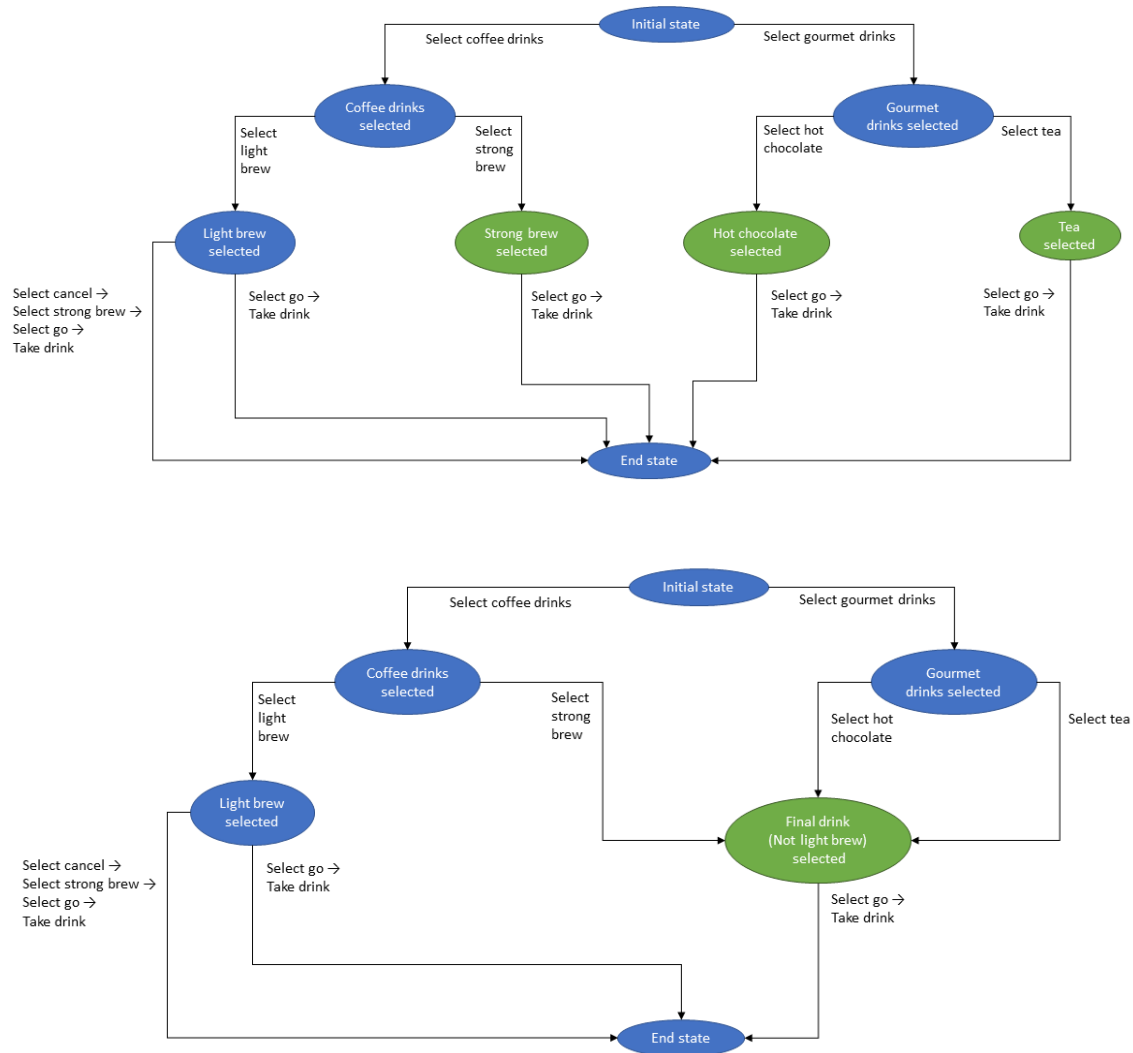 Initial state
Select coffee drinks
Select gourmet drinks
Coffee drinks
selected
Gourmet
drinks selected
Select
light
brew
Select
strong
brew
Select hot
chocolate
Select tea
Light brew
selected
Strong brew
selected
Hot chocolate
selected
Tea
selected
Select cancel →
Select strong brew →
Select go →
Take drink
Select go →
Take drink
Select go →
Take drink
Select go →
Take drink
Select go →
Take drink
End state
Initial state
Select coffee drinks
Select gourmet drinks
Coffee drinks
selected
Gourmet
drinks selected
Select
light
brew
Select
strong
brew
Select hot
chocolate
Select tea
Light brew
selected
Final drink
(Not light brew)
selected
Select cancel →
Select strong brew →
Select go →
Take drink
Select go →
Take drink
Select go →
Take drink
End state